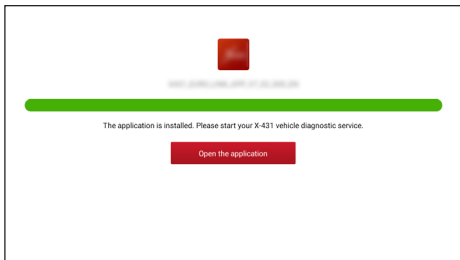 The application is installed. Please start your X-431 vehicle diagnostic service.
Open the application